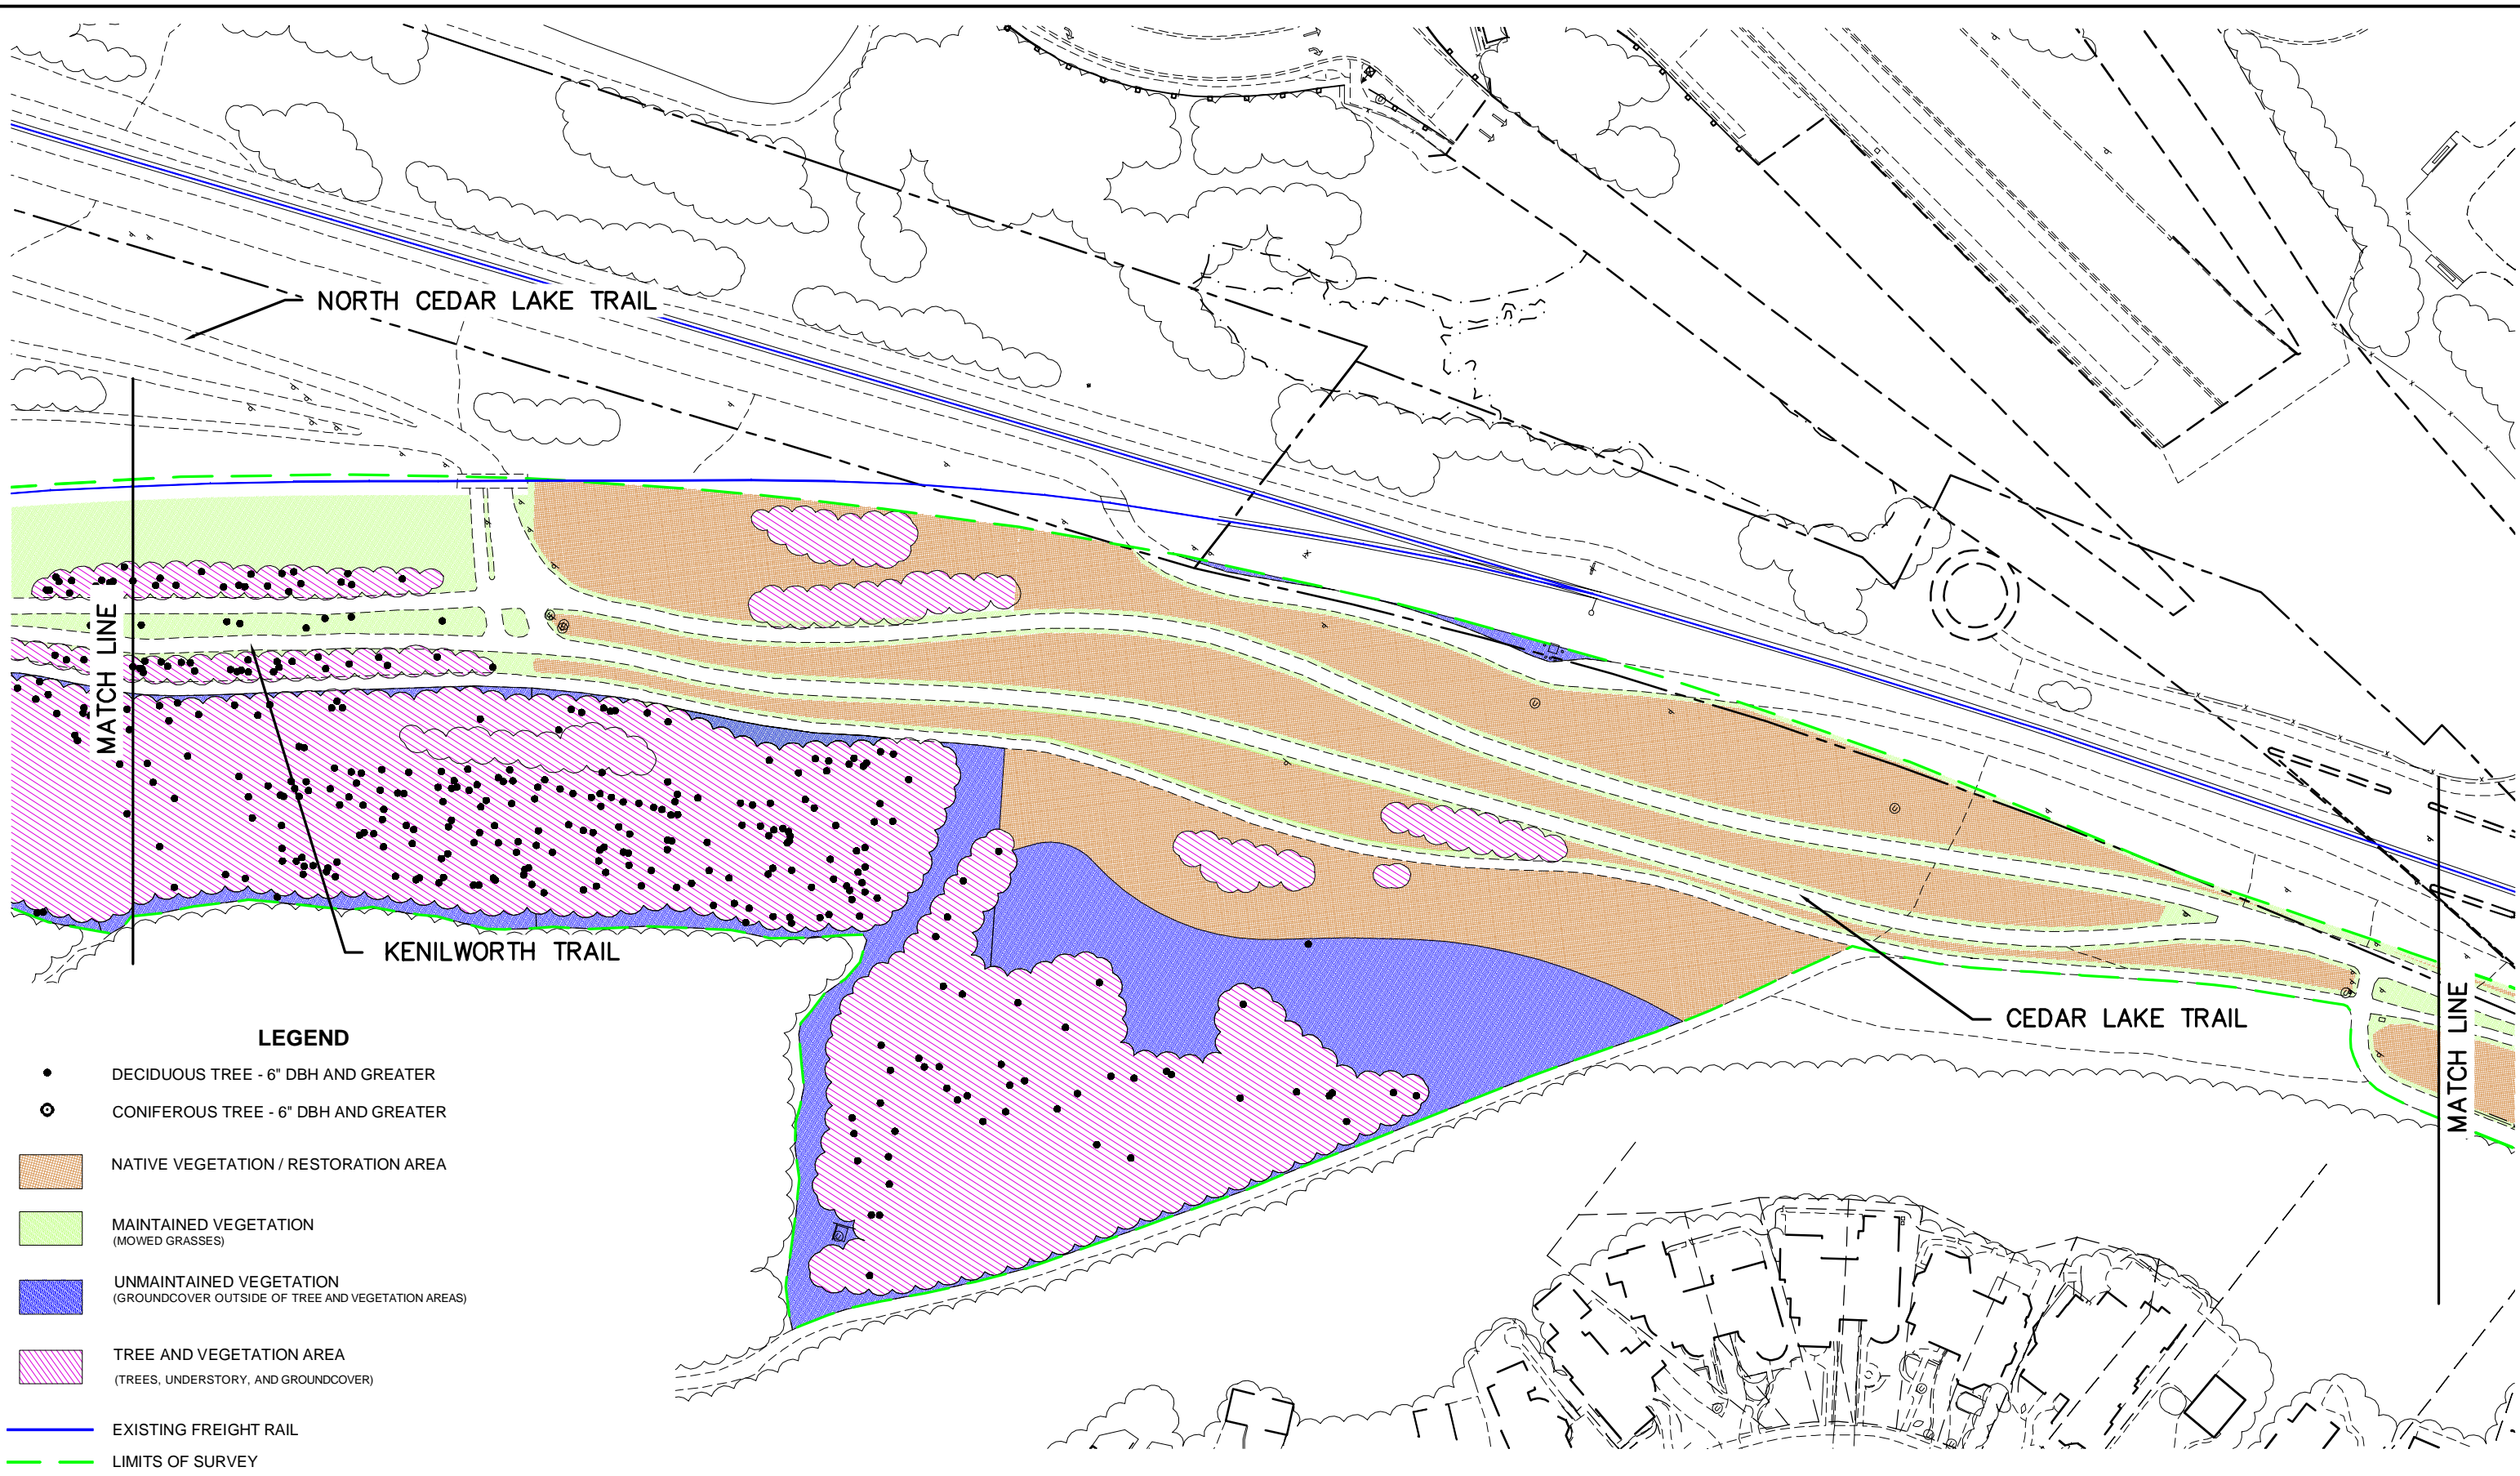 NORTH CEDAR LAKE TRAIL
MATCH LINE
KENILWORTH TRAIL
CEDAR LAKE TRAIL
MATCH LINE
LEGEND
DECIDUOUS TREE - 6" DBH AND GREATER
CONIFEROUS TREE - 6" DBH AND GREATER
NATIVE VEGETATION / RESTORATION AREA
MAINTAINED VEGETATION
(MOWED GRASSES)
UNMAINTAINED VEGETATION
(GROUNDCOVER OUTSIDE OF TREE AND VEGETATION AREAS)
TREE AND VEGETATION AREA
(TREES, UNDERSTORY, AND GROUNDCOVER)
EXISTING FREIGHT RAIL
LIMITS OF SURVEY